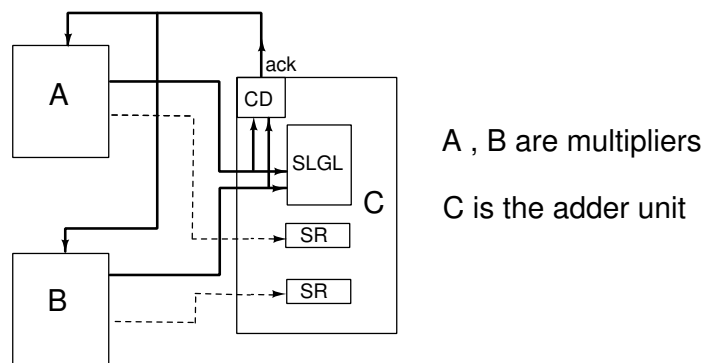 ack
A
CD
SLGL
A , B are multipliers
C
C is the adder unit
SR
B
SR